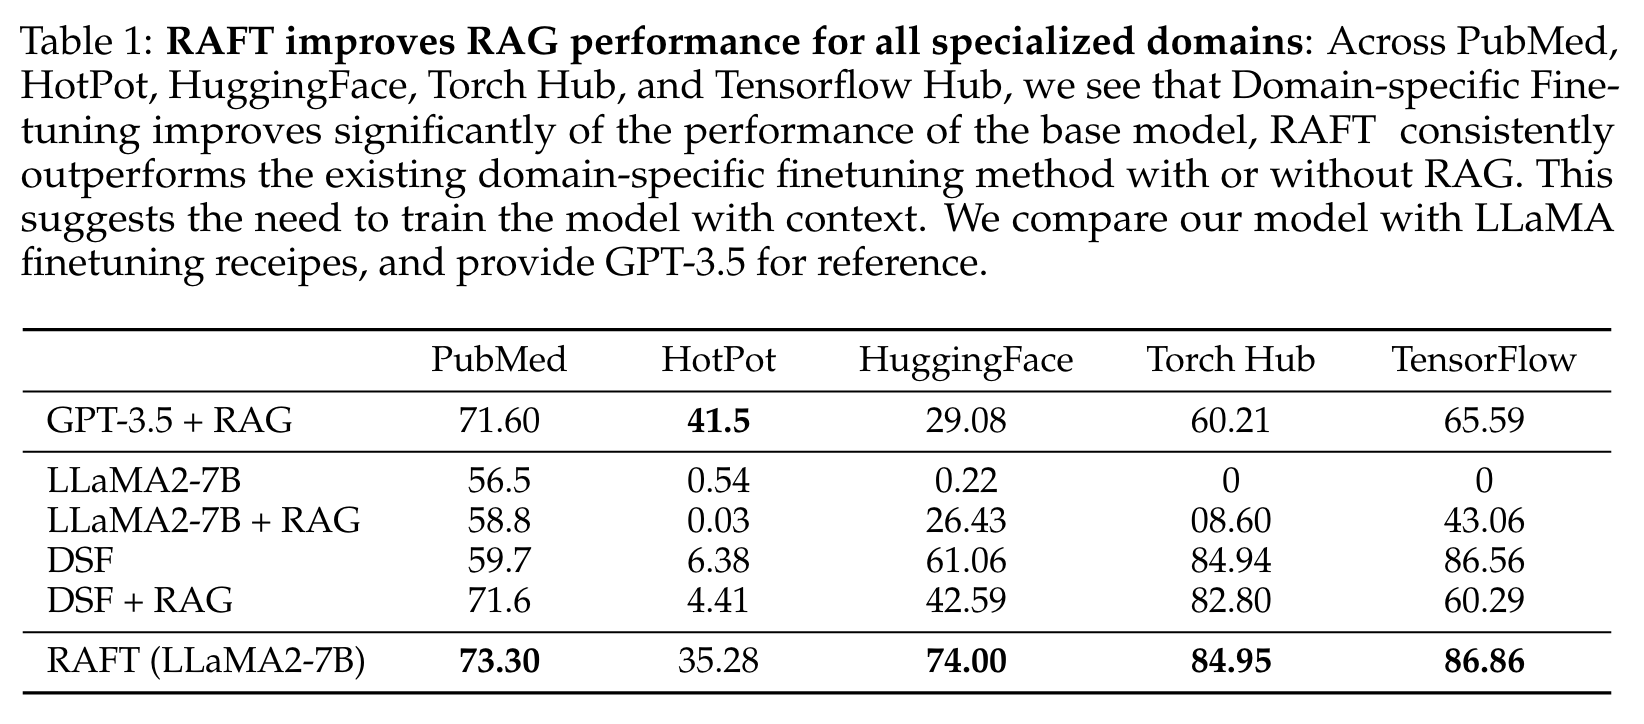 Table 1: RAFT improves RAG performance for all specialized domains: Across PubMed,
HotPot, HuggingFace, Torch Hub, and Tensorflow Hub, we see that Domain-specific Fine-
tuning improves significantly of the performance of the base model, RAFT consistently
outperforms the existing domain-specific finetuning method with or without RAG. This
suggests the need to train the model with context. We compare our model with LLaMA
finetuning receipes, and provide GPT-3.5 for reference.
PubMed HotPot HuggingFace Torch Hub TensorFlow
GPT-3.5 + RAG 71.60 41.5 29.08 60.21 65.59
LLaMA2-7B 56.5 0.54 0.22 0 0
LLaMA2-7B + RAG 58.8 0.03 26.43 08.60 43.06
DSF 59.7 6.38 61.06 84.94 86.56
DSF + RAG 71.6 4.41 42.59 82.80 60.29
RAFT (LLaMA2-7B) 73.30 35.28 74.00 84.95 86.86